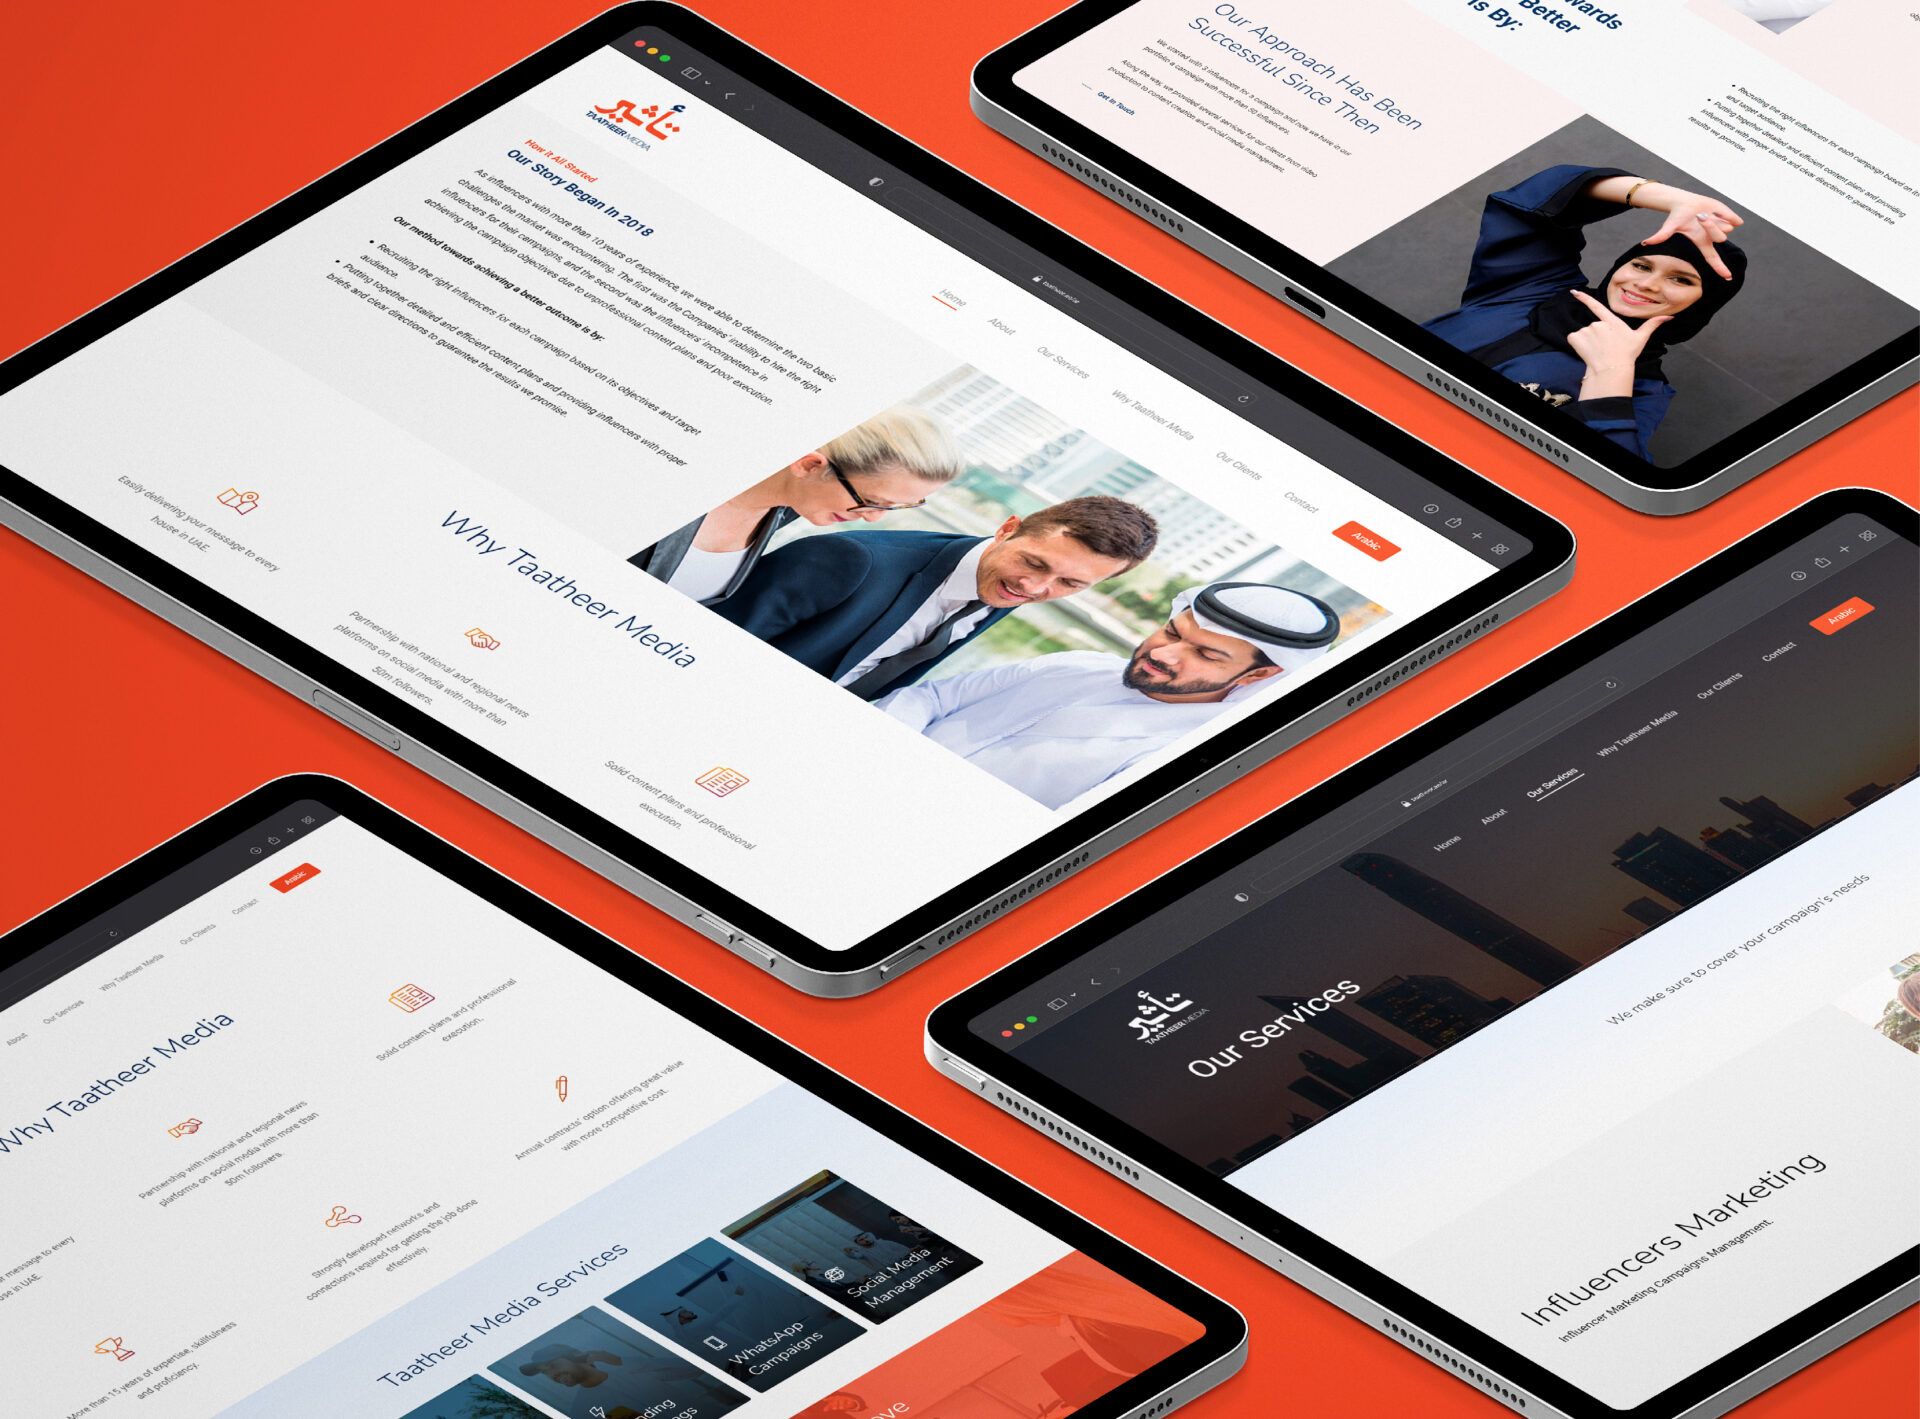 تأثير
TAATHEER MEDIA
How it All Started
Our Story Began In 2018
As influencers with more than 10 years of experience, we were able to determine the two basic
challenges the market was encountering. The first was the Companies' inability to hire the right
influencers for their campaigns, and the second was the influencers' incompetence in
achieving the campaign objectives due to unprofessional content plans and poor execution.
Our method towards achieving a better outcome is by:
• Recruiting the right influencers for each campaign based on its objectives and target
audience.
• Putting together detailed and efficient content plans and providing influencers with proper
briefs and clear directions to guarantee the results we promise.
Home
About
Our Services
Why Taatheer Media
Our Clients
Contact
Arabic
Why Taatheer Media
Easily delivering your message to every
house in UAE.
Partnership with national and regional news
platforms on social media with more than
50m followers.
Solid content plans and professional
execution.
Our Approach Has Been
Successful Since Then
We started with 3 influencers for a campaign and now we have in our
portfolio a campaign with more than 50 influencers.
Along the way, we provided several services for our clients from video
production to content creation and social media management.
Get In Touch
wards
Better
Is By:
• Recruiting the right influencers for each campaign based on its
and target audience.
• Putting together detailed and efficient content plans and providing
influencers with proper briefs and clear directions to guarantee the
results we promise.
Arabic
Contact
Our Clients
Why Taatheer Media
Our Services
About
Why Taatheer Media
Solid content plans and professional
execution.
Partnership with national and regional news
platforms on social media with more than
50m followers.
Annual contracts' option offering great value
with more competitive cost.
r message to every
se in UAE.
Strongly developed networks and
connections required for getting the job done
effectively.
More than 15 years of expertise, skillfulness
and proficiency.
Taatheer Media Services
Social Media
Management
WhatsApp
Campaigns
nding
gs
ove
تأثير
TAATHEER MEDIA
Home
About
Our Services
Why Taatheer Media
Our Clients
Contact
Arabic
Our Services
We make sure to cover your campaign's needs
Influencers Marketing
Influencer Marketing Campaigns Management.